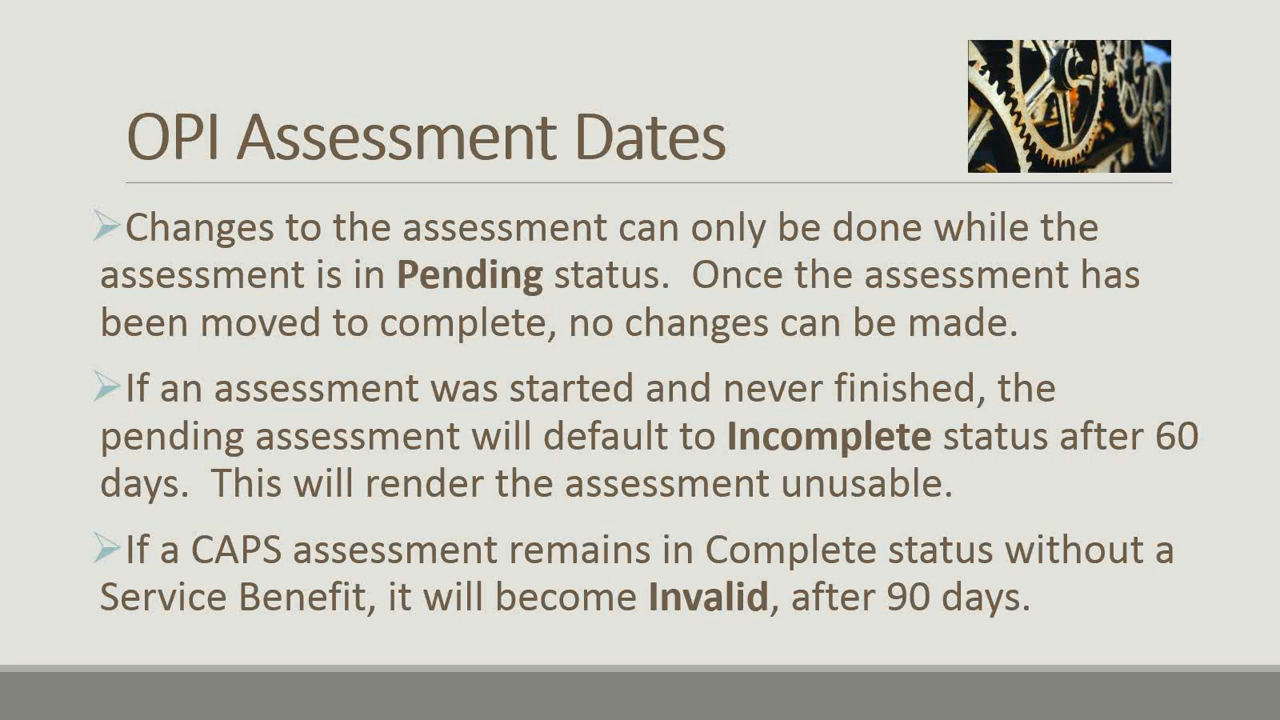 OPI Assessment Dates
Changes to the assessment can only be done while the
assessment is in Pending status.  Once the assessment has
been moved to complete, no changes can be made.
If an assessment was started and never finished, the
pending assessment will default to Incomplete status after 60
days.  This will render the assessment unusable.
If a CAPS assessment remains in Complete status without a
Service Benefit, it will become Invalid, after 90 days.